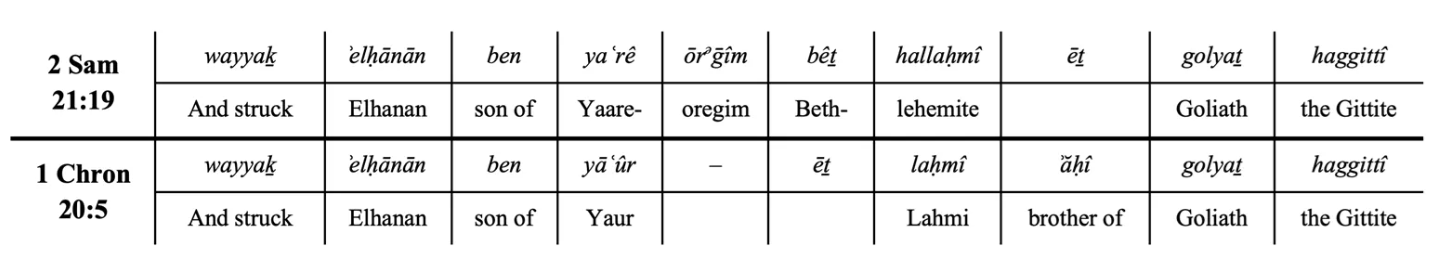 2 Sam 21:19 wayyaḵ ʾelḥānān ben yaʿrê ōrᵊḡîm bêṯ hallaḥmî ēṯ golyaṯ haggittî
And struck Elhanan son of Yaare- oregim Beth- lehemite Goliath the Gittite
1 Chron 20:5 wayyaḵ ʾelḥānān ben yāʿûr – ēṯ laḥmî ʾăḥî golyaṯ haggittî
And struck Elhanan son of Yaur Lahmi brother of Goliath the Gittite